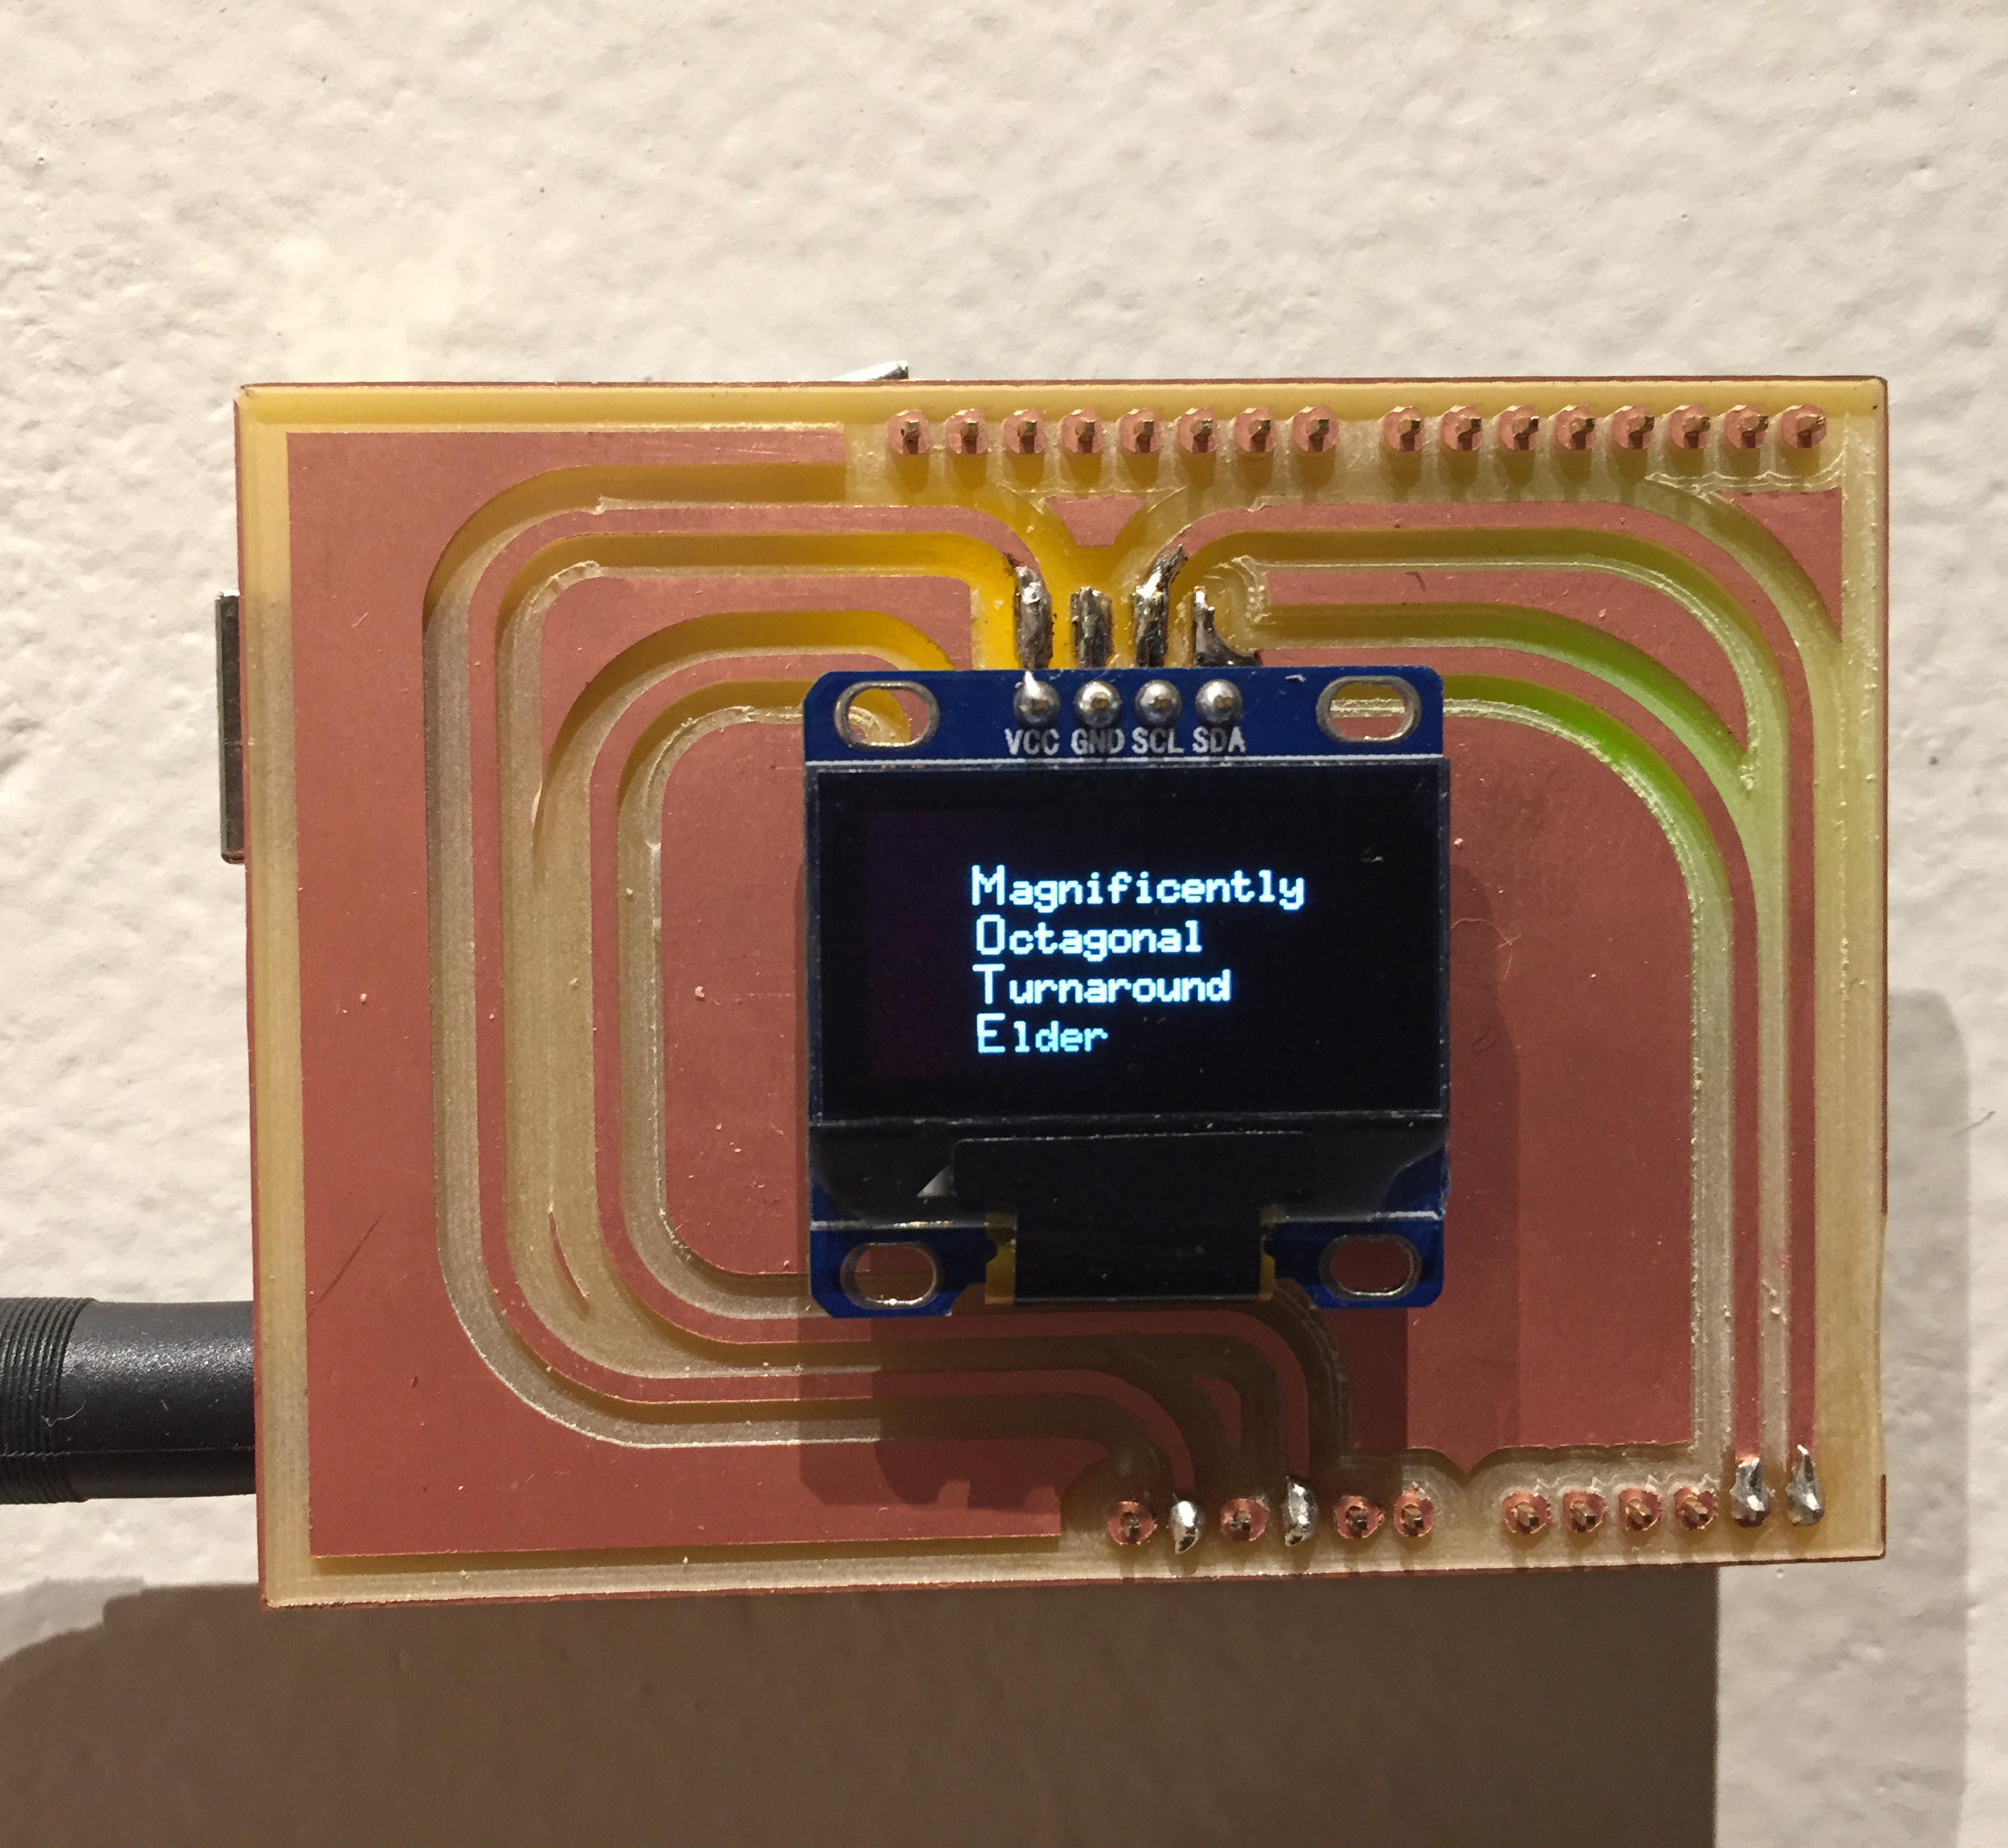 VCC GND SCL SDA
Magnificently
Octagonal
Turnaround
Elder